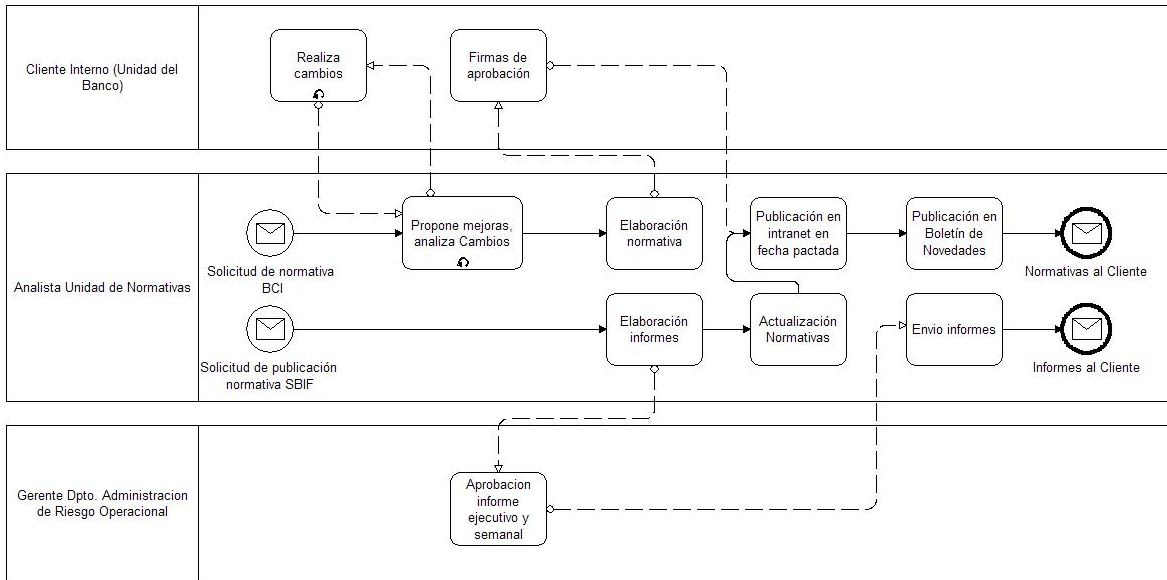 Cliente Interno (Unidad del
Banco)
Realiza
cambios
Firmas de
aprobación
Analista Unidad de Normativas
Solicitud de normativa
BCI
Propone mejoras,
analiza Cambios
Elaboración
normativa
Publicación en
intranet en
fecha pactada
Publicación en
Boletín de
Novedades
Normativas al Cliente
Solicitud de publicación
normativa SBIF
Elaboración
informes
Actualización
Normativas
Envio informes
Informes al Cliente
Gerente Dpto. Administracion
de Riesgo Operacional
Aprobacion
informe
ejecutivo y
semanal